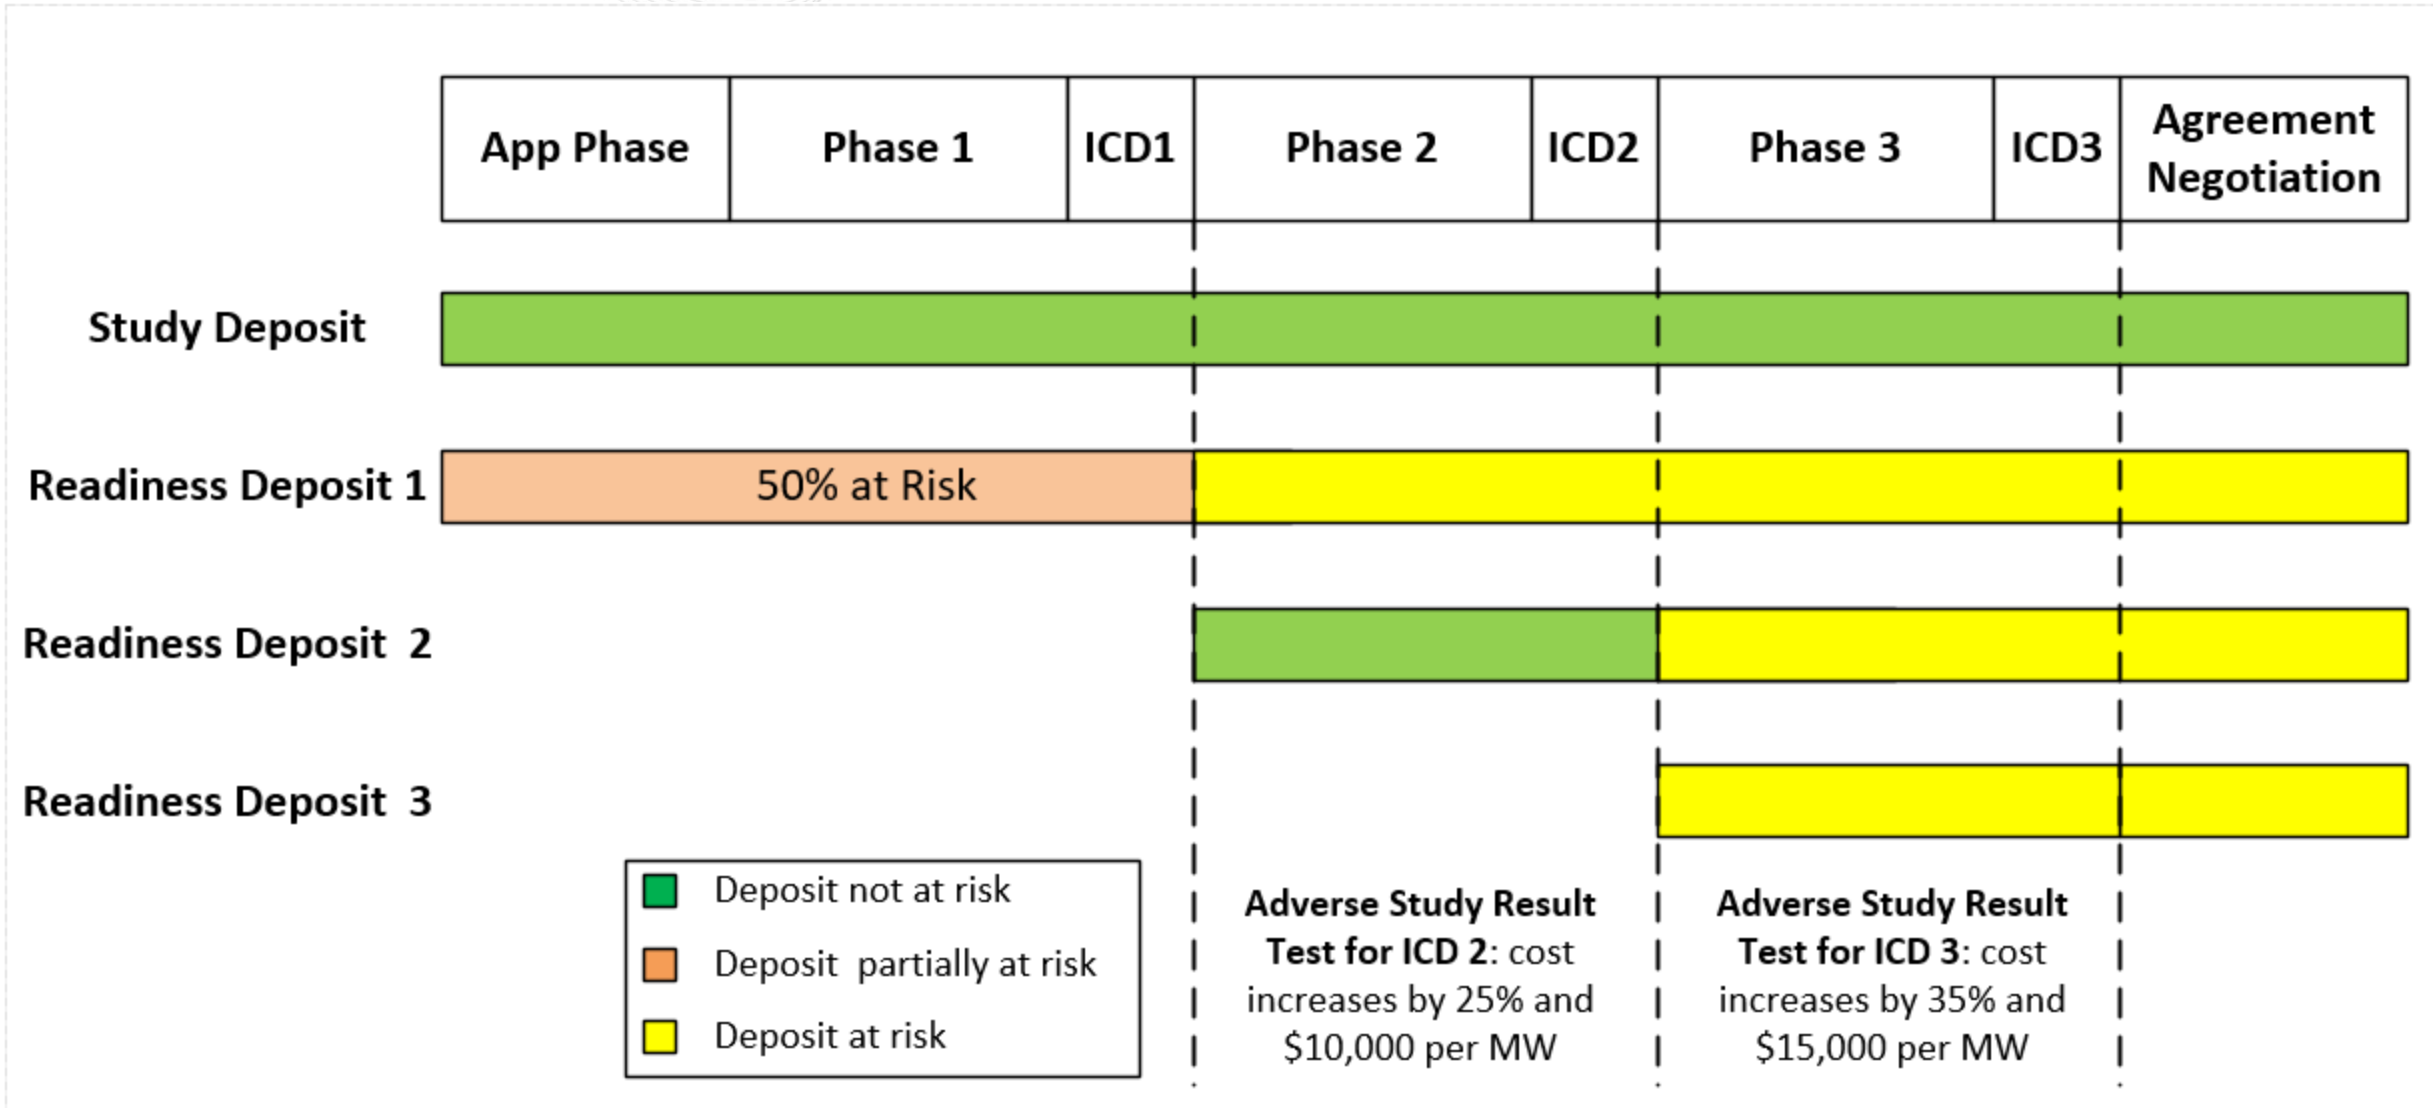 App Phase
Phase 1
ICD1
Phase 2
ICD2
Phase 3
ICD3
Agreement
Negotiation
Study Deposit
Readiness Deposit 1
50% at Risk
Readiness Deposit  2
Readiness Deposit  3
Deposit not at risk
Deposit  partially at risk
Deposit at risk
Adverse Study Result
Test for ICD 2: cost
increases by 25% and
$10,000 per MW
Adverse Study Result
Test for ICD 3: cost
increases by 35% and
$15,000 per MW